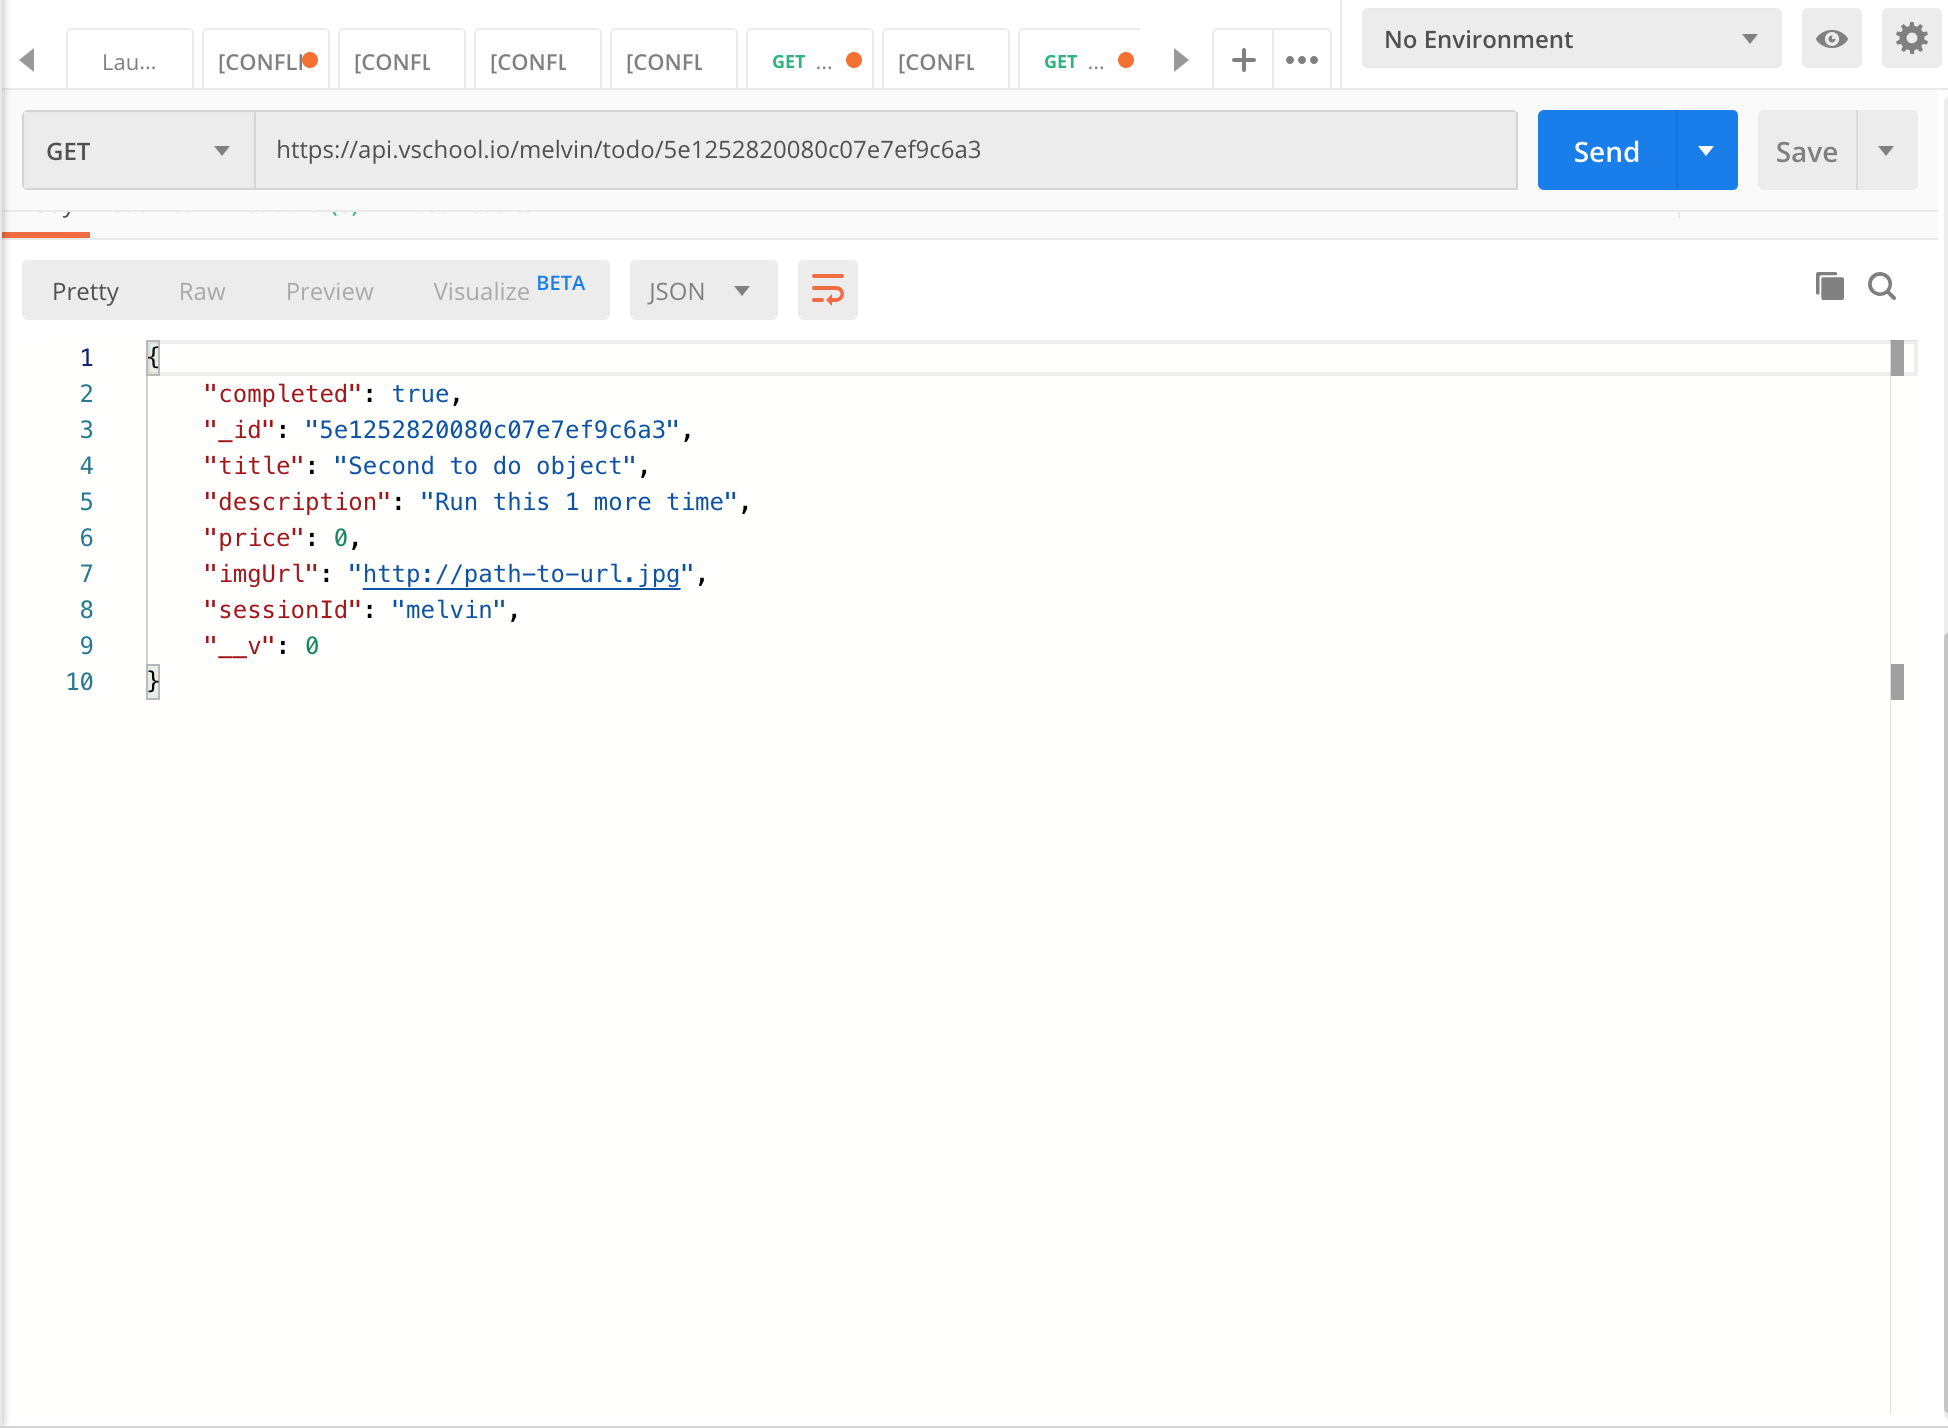 Lau... [CONFLI [CONFL [CONFL [CONFL GET ... [CONFL GET ... No Environment
GET https://api.vschool.io/melvin/todo/5e1252820080c07e7ef9c6a3 Send Save
Pretty Raw Preview Visualize BETA JSON
1 {
2 "completed": true,
3 "_id": "5e1252820080c07e7ef9c6a3",
4 "title": "Second to do object",
5 "description": "Run this 1 more time",
6 "price": 0,
7 "imgUrl": "http://path-to-url.jpg",
8 "sessionId": "melvin",
9 "__v": 0
10 }